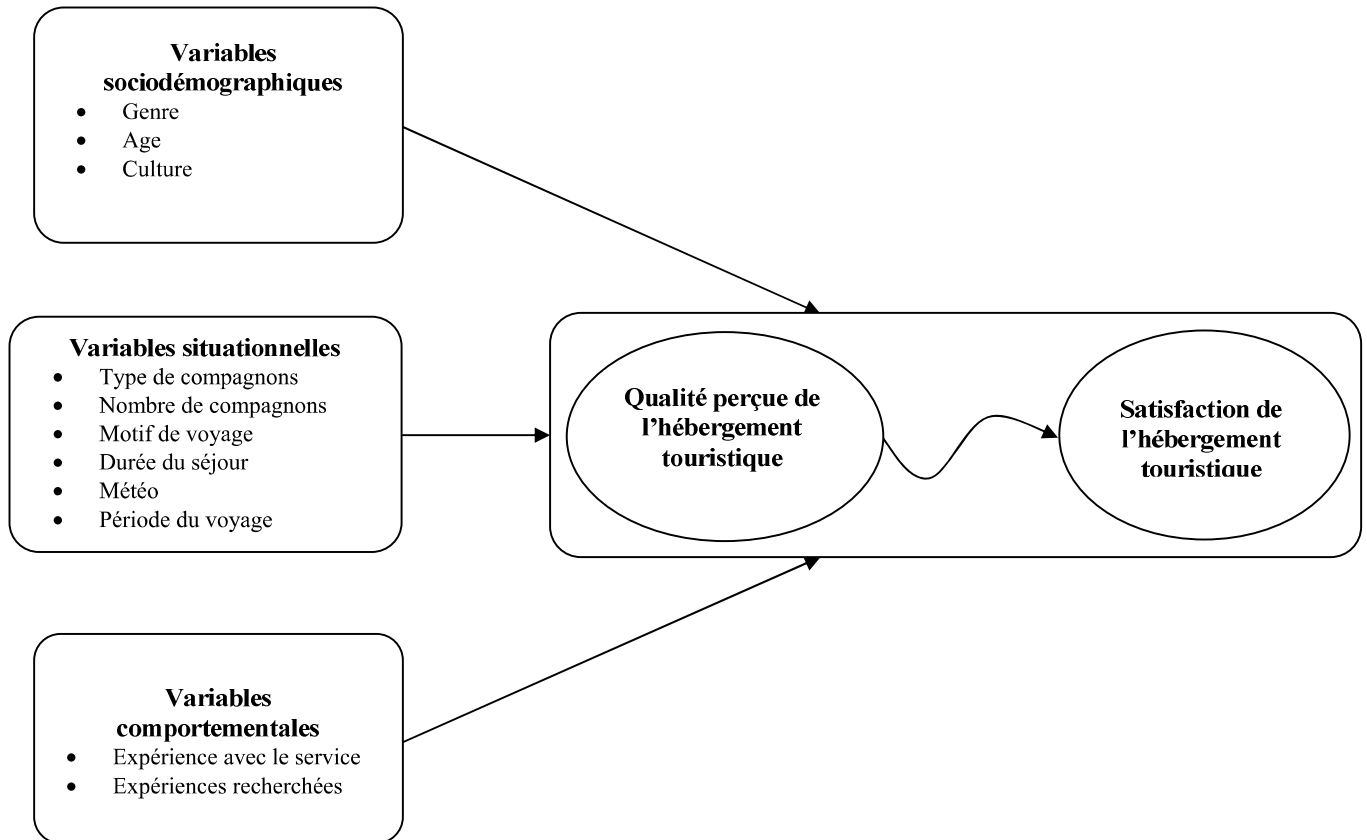 Variables
sociodémographiques
• Genre
• Age
• Culture
Variables situationnelles
• Type de compagnons
• Nombre de compagnons
• Motif de voyage
• Durée du séjour
• Météo
• Période du voyage
Variables
comportementales
• Expérience avec le service
• Expériences recherchées
Qualité perçue de
l’hébergement
touristique
Satisfaction de
l’hébergement
touristique